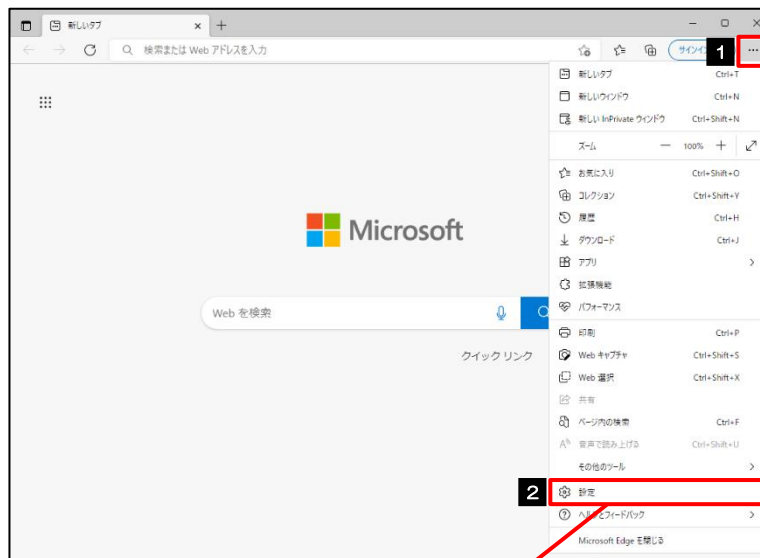 新しいタブ
検索または Web アドレスを入力
サインイン
1
新しいタブ Ctrl+T
新しいウィンドウ Ctrl+N
新しい InPrivate ウィンドウ Ctrl+Shift+N
ズーム 100%
お気に入り Ctrl+Shift+O
コレクション Ctrl+Shift+Y
履歴 Ctrl+H
ダウンロード Ctrl+J
アプリ
拡張機能
パフォーマンス
印刷 Ctrl+P
Web キャプチャ Ctrl+Shift+S
Web 選択 Ctrl+Shift+X
共有
ページ内の検索 Ctrl+F
音声で読み上げる Ctrl+Shift+U
その他のツール
2 設定
ヘルプとフィードバック
Microsoft Edge を閉じる
Microsoft
Web を検索
クイック リンク